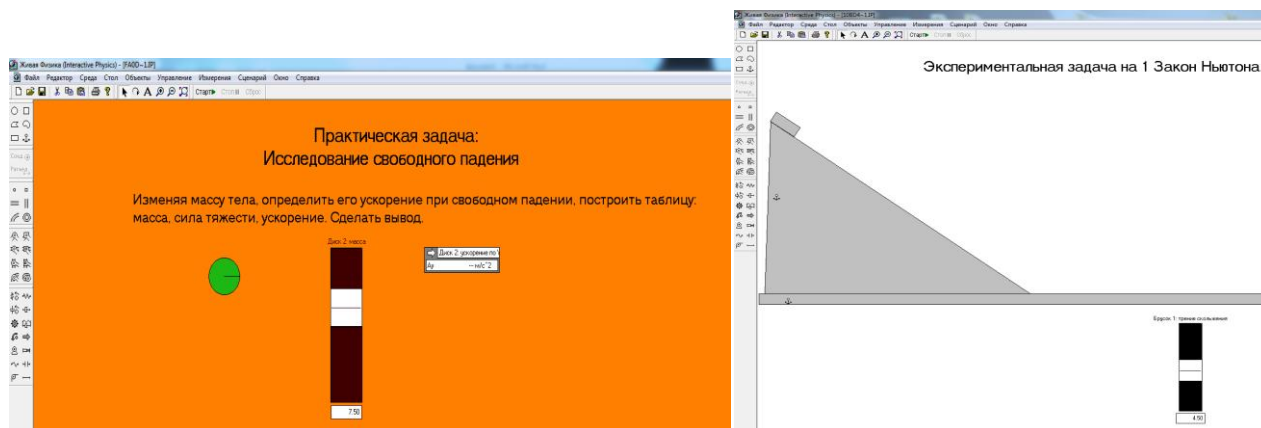 Живая Физика (Interactive Physics) - [FA0D~1.IP]
Файл Редактор Среда Стол Объекты Управление Измерения Сценарий Окно Справка
Старт Стоп Сброс
Практическая задача:
Исследование свободного падения
Изменяя массу тела, определить его ускорение при свободном падении, построить таблицу:
масса, сила тяжести, ускорение. Сделать вывод.
Диск 2: масса
Диск 2: ускорение по
Ay -- м/с^2
7.50
Живая Физика (Interactive Physics)
Файл Редактор Среда Стол Объекты Управление Измерения Сценарий Окно Справка
Старт Стоп Сброс
Экспериментальная задача на 1 Закон Ньютона
Брусок 1: трение скольжения
4.50